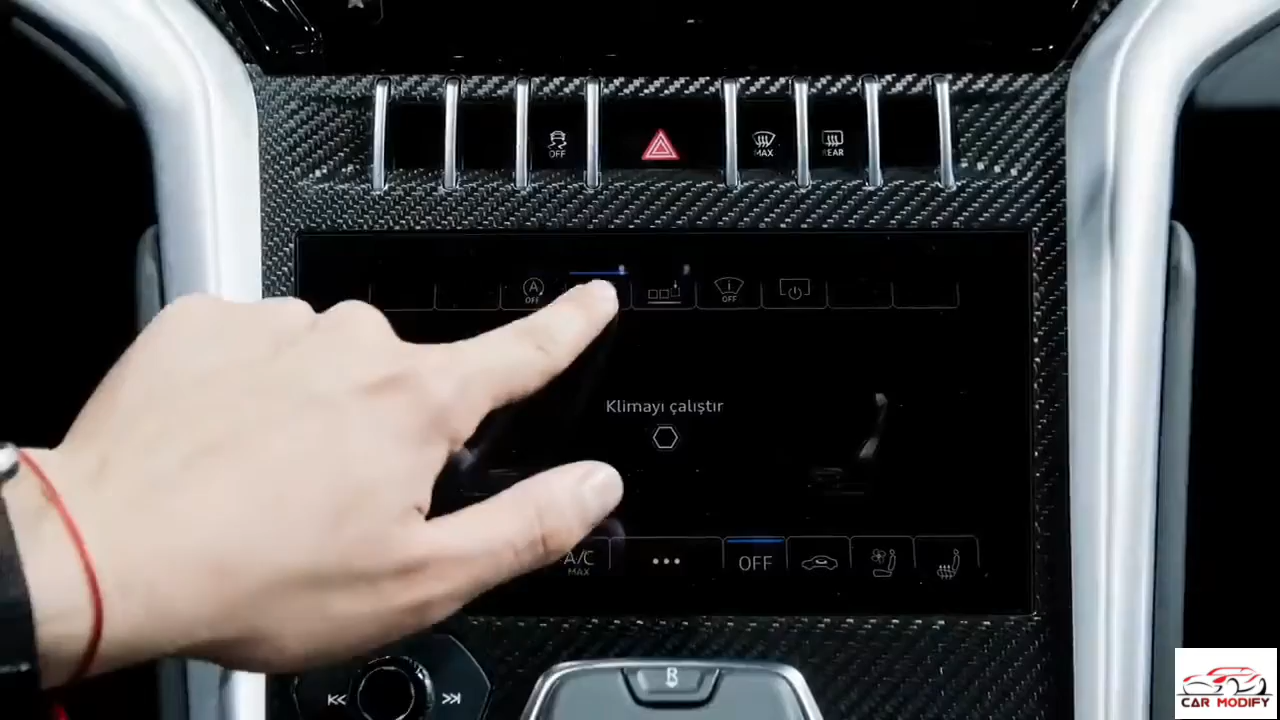 OFF
MAX
REAR
A
OFF
OFF
Klimayı çalıştır
A/C
MAX
OFF
CAR MODIFY